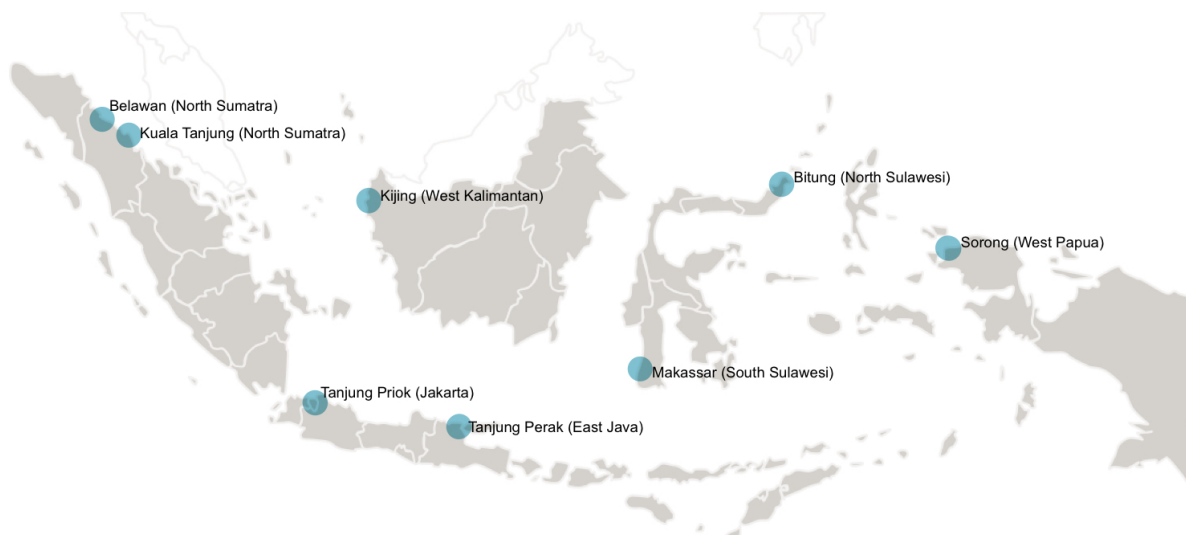 Belawan (North Sumatra)
Kuala Tanjung (North Sumatra)
Bitung (North Sulawesi)
Kijing (West Kalimantan)
Sorong (West Papua)
Makassar (South Sulawesi)
Tanjung Priok (Jakarta)
Tanjung Perak (East Java)